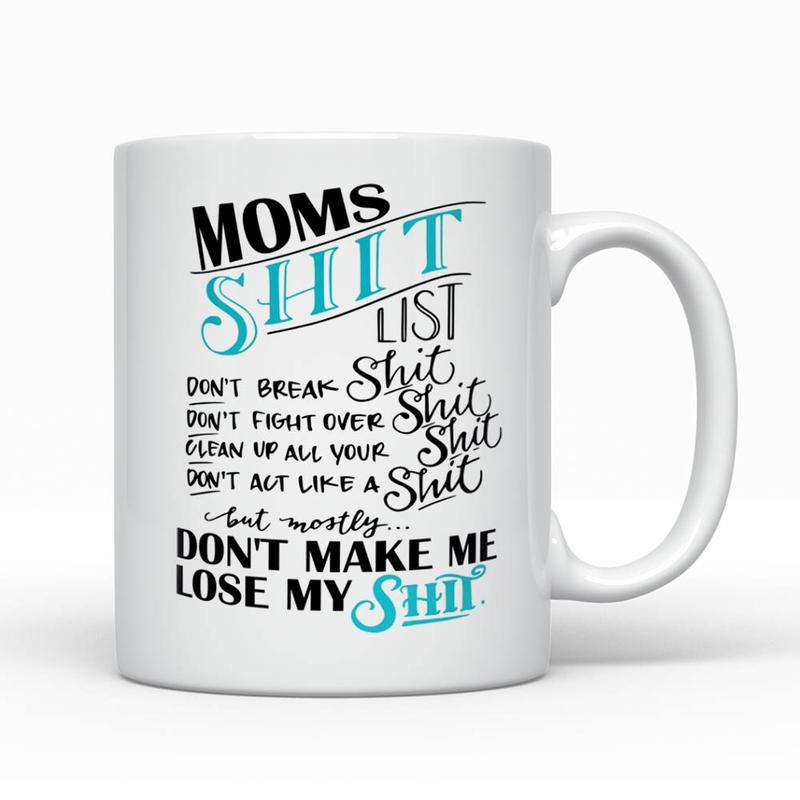 MOMS
SHIT
LIST
DON'T BREAK Shit
DON'T FIGHT OVER Shit
CLEAN UP ALL YOUR Shit
DON'T ACT LIKE A Shit
but mostly...
DON'T MAKE ME
LOSE MY SHIT.